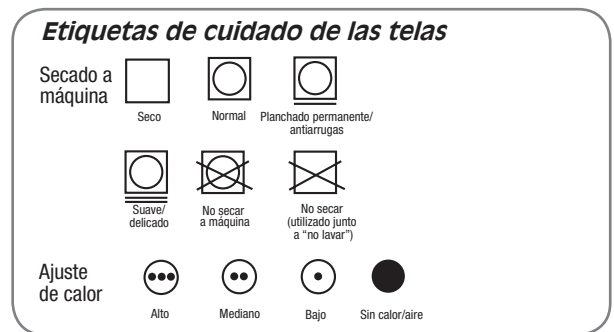 Etiquetas de cuidado de las telas
Secado a
máquina
Seco
Normal
Planchado permanente/
antiarrugas
Suave/
delicado
No secar
a máquina
No secar
(utilizado junto
a “no lavar”)
Ajuste
de calor
Alto
Mediano
Bajo
Sin calor/aire